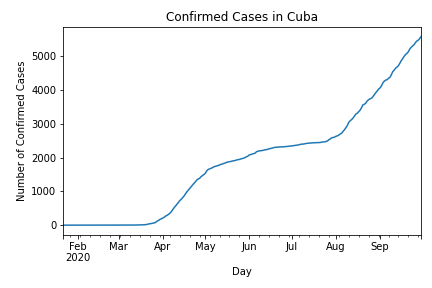 Confirmed Cases in Cuba
Number of Confirmed Cases
5000
4000
3000
2000
1000
0
Feb Mar Apr May Jun Jul Aug Sep
2020
Day